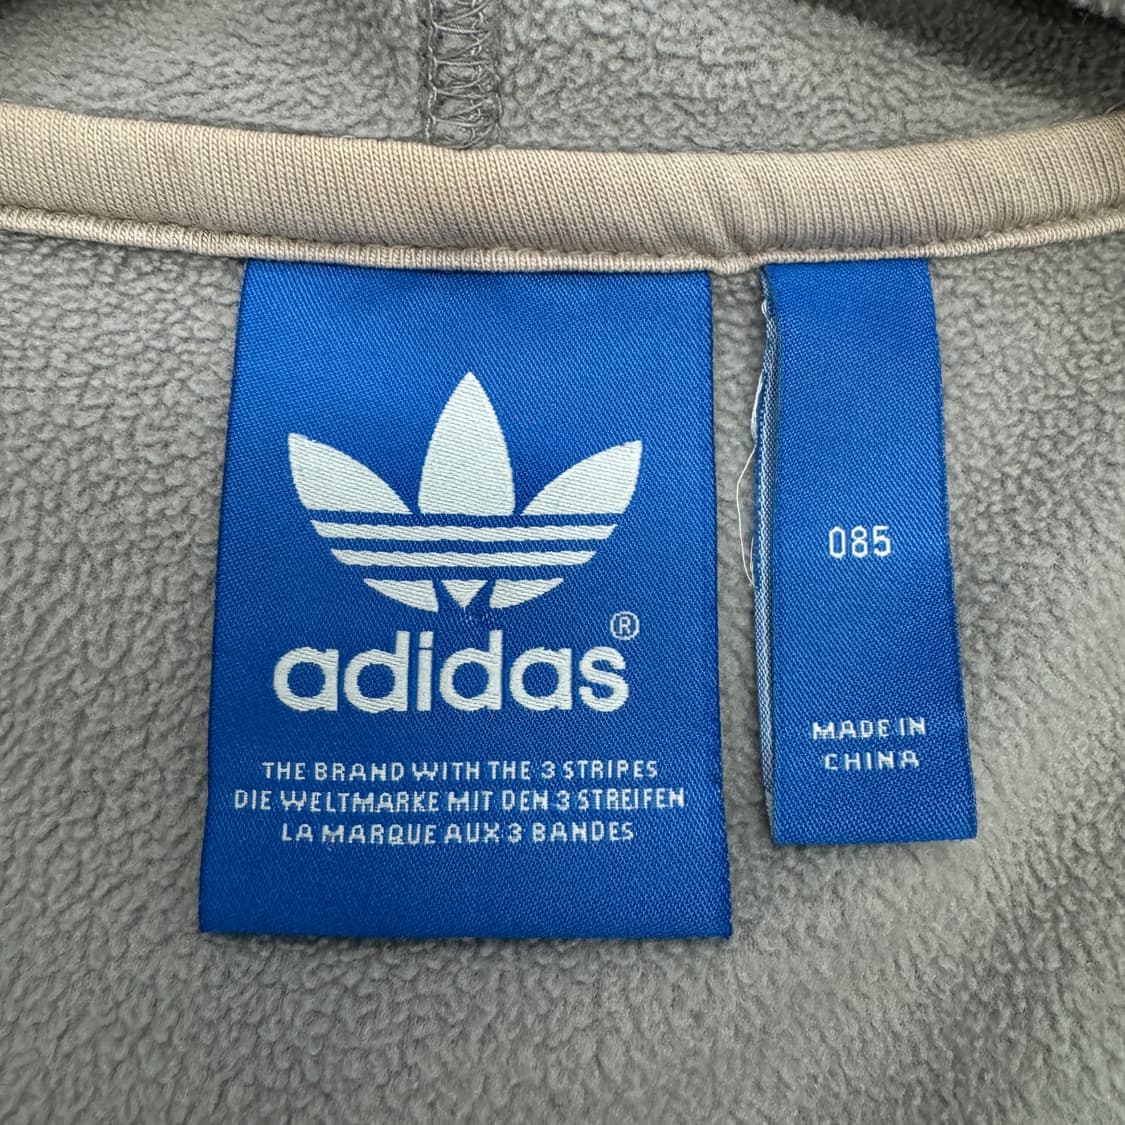 adidas®
THE BRAND WITH THE 3 STRIPES
DIE WELTMARKE MIT DEN 3 STREIFEN
LA MARQUE AUX 3 BANDES
085
MADE IN
CHINA